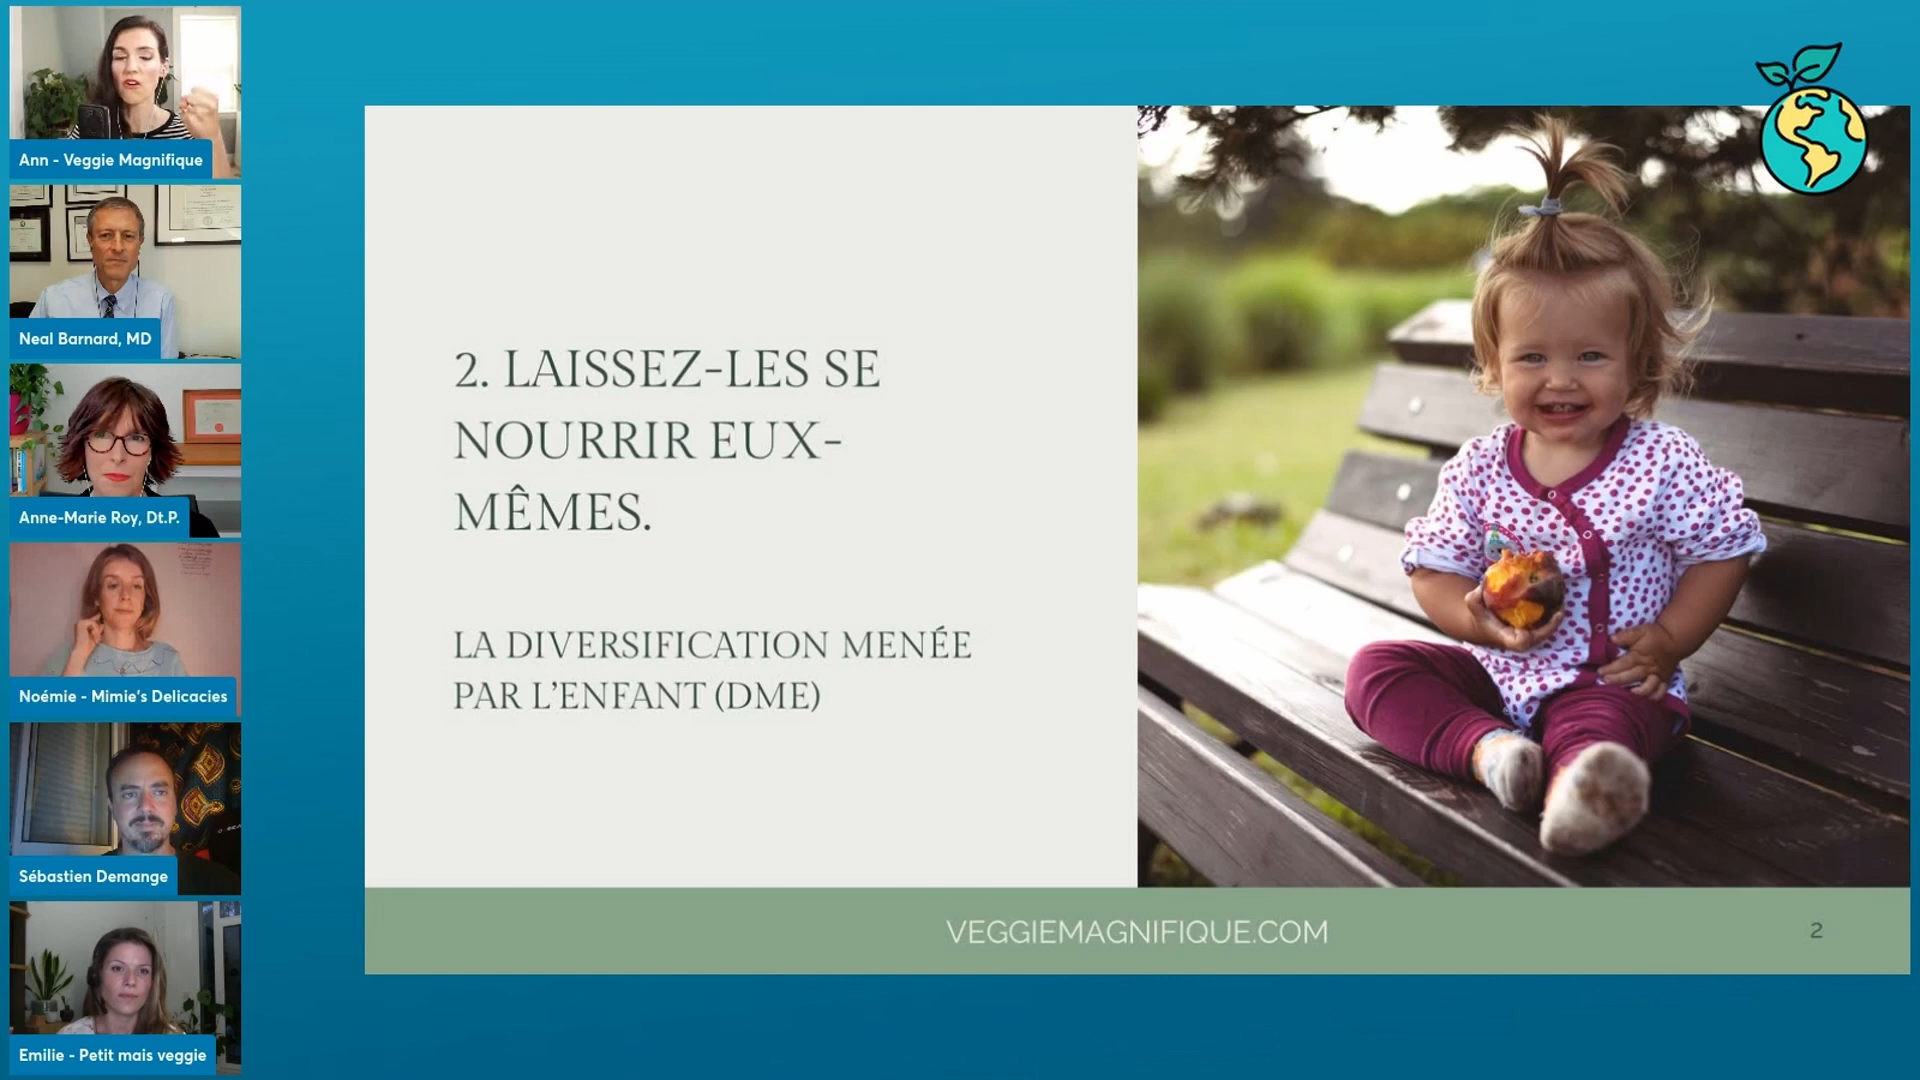 Ann - Veggie Magnifique
Neal Barnard, MD
Anne-Marie Roy, Dt.P.
Noémie - Mimie's Delicacies
Sébastien Demange
Emilie - Petit mais veggie
2. LAISSEZ-LES SE
NOURRIR EUX-
MÊMES.
LA DIVERSIFICATION MENÉE
PAR L'ENFANT (DME)
VEGGIEMAGNIFIQUE.COM
2